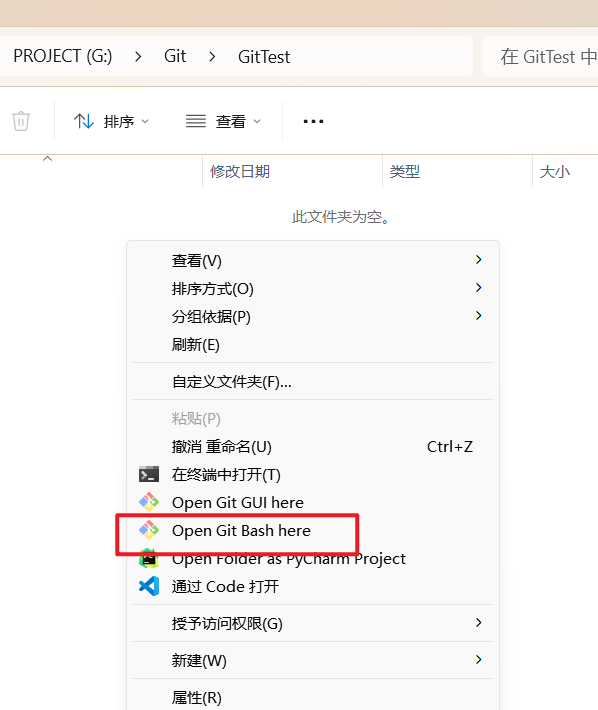 PROJECT (G:) > Git > GitTest 在 GitTest 中
排序 查看 •••
修改日期 类型 大小
此文件夹为空。
查看(V)
排序方式(O)
分组依据(P)
刷新(E)
自定义文件夹(F)...
粘贴(P)
撤消 重命名(U) Ctrl+Z
在终端中打开(T)
Open Git GUI here
Open Git Bash here
Open Folder as PyCharm Project
通过 Code 打开
授予访问权限(G)
新建(W)
属性(R)